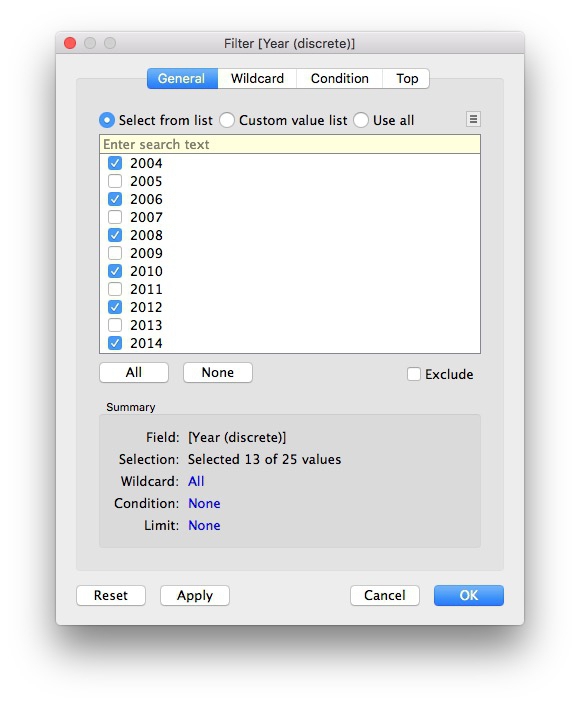 Filter [Year (discrete)]
General Wildcard Condition Top
Select from list Custom value list Use all
Enter search text
2004
2005
2006
2007
2008
2009
2010
2011
2012
2013
2014
All None Exclude
Summary
Field: [Year (discrete)]
Selection: Selected 13 of 25 values
Wildcard: All
Condition: None
Limit: None
Reset Apply Cancel OK